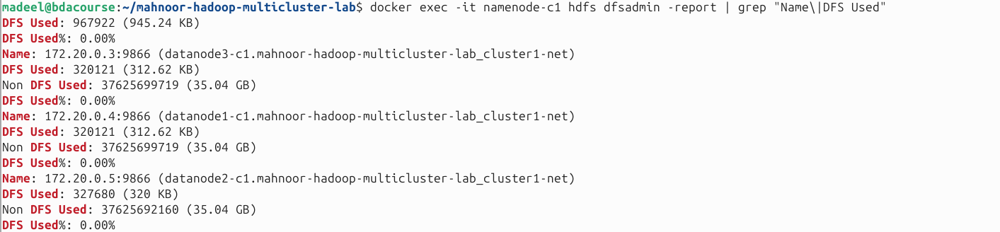 madeel@bdacourse:~/mahnoor-hadoop-multicluster-lab$ docker exec -it namenode-c1 hdfs dfsadmin -report | grep "Name\|DFS Used"
DFS Used: 967922 (945.24 KB)
DFS Used%: 0.00%
Name: 172.20.0.3:9866 (datanode3-c1.mahnoor-hadoop-multicluster-lab_cluster1-net)
DFS Used: 320121 (312.62 KB)
Non DFS Used: 37625699719 (35.04 GB)
DFS Used%: 0.00%
Name: 172.20.0.4:9866 (datanode1-c1.mahnoor-hadoop-multicluster-lab_cluster1-net)
DFS Used: 320121 (312.62 KB)
Non DFS Used: 37625699719 (35.04 GB)
DFS Used%: 0.00%
Name: 172.20.0.5:9866 (datanode2-c1.mahnoor-hadoop-multicluster-lab_cluster1-net)
DFS Used: 327680 (320 KB)
Non DFS Used: 37625692160 (35.04 GB)
DFS Used%: 0.00%